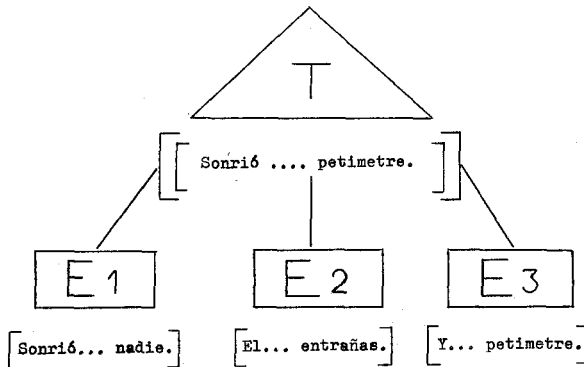 T
[[Sonrió .... petimetre.]]
E 1 E 2 E 3
[Sonrió... nadie.] [El... entrañas.] [Y... petimetre.]